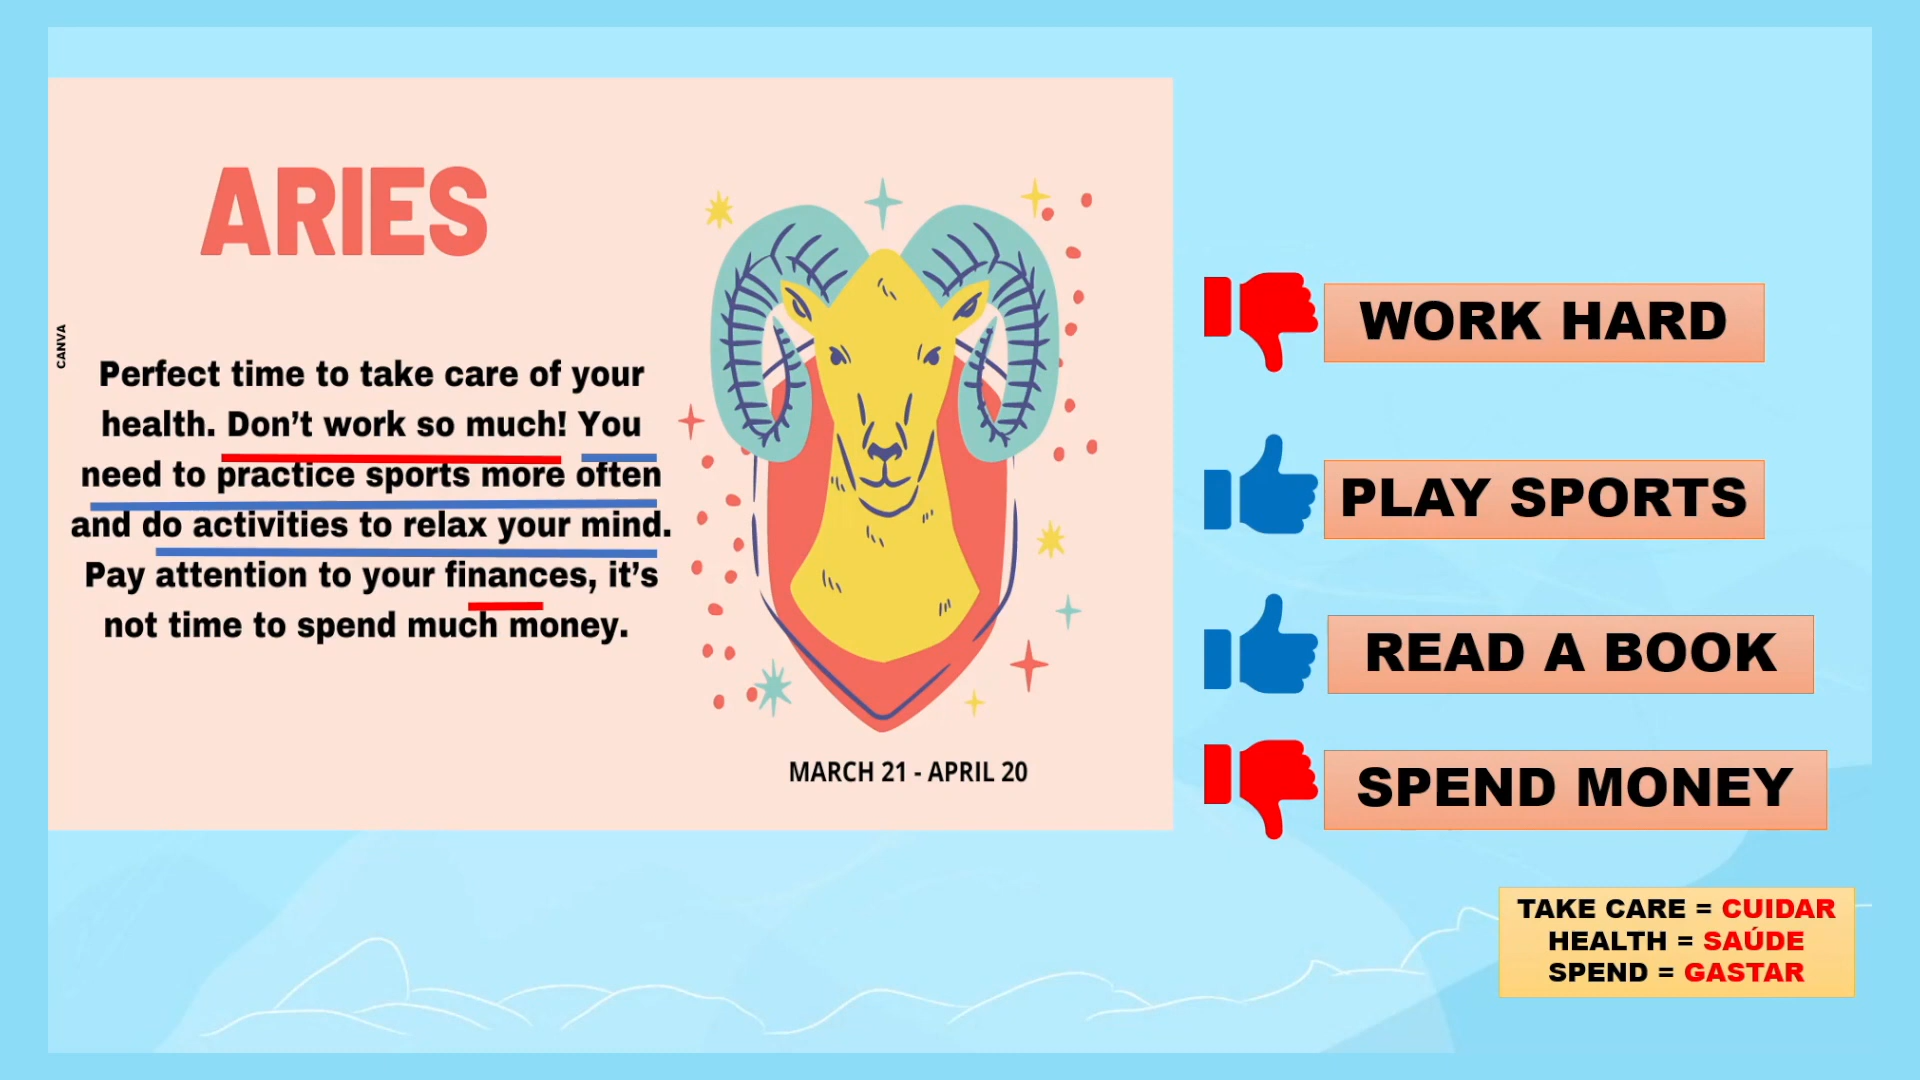 ARIES
CANVA
Perfect time to take care of your
health. Don’t work so much! You
need to practice sports more often
and do activities to relax your mind.
Pay attention to your finances, it’s
not time to spend much money.
MARCH 21 - APRIL 20
WORK HARD
PLAY SPORTS
READ A BOOK
SPEND MONEY
TAKE CARE = CUIDAR
HEALTH = SAÚDE
SPEND = GASTAR